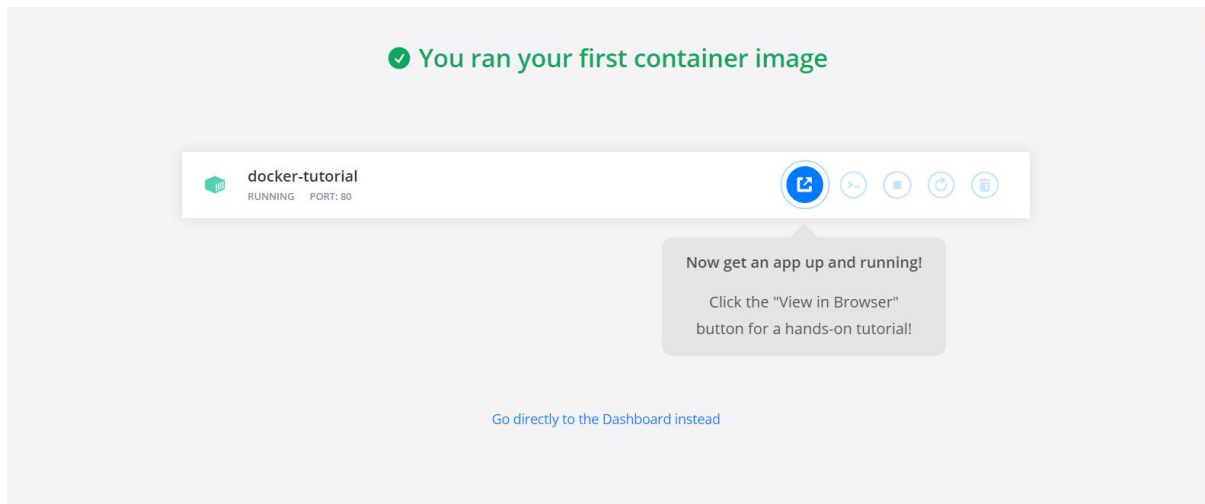 You ran your first container image
docker-tutorial
RUNNING PORT: 80
Now get an app up and running!
Click the "View in Browser"
button for a hands-on tutorial!
Go directly to the Dashboard instead